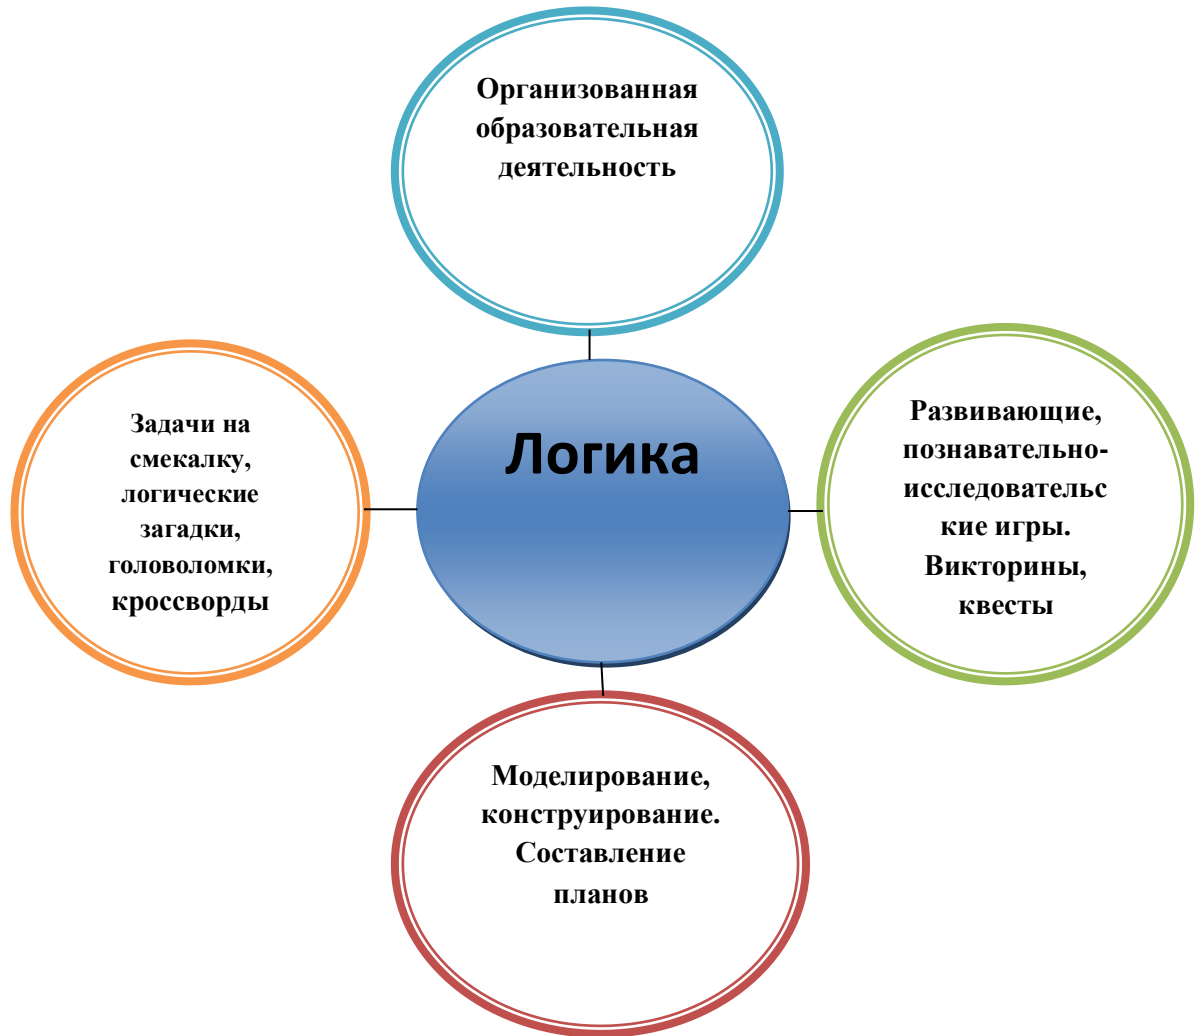 Организованная
образовательная
деятельность
Задачи на
смекалку,
логические
загадки,
головоломки,
кроссворды
Логика
Развивающие,
познавательно-
исследовательс
кие игры.
Викторины,
квесты
Моделирование,
конструирование.
Составление
планов